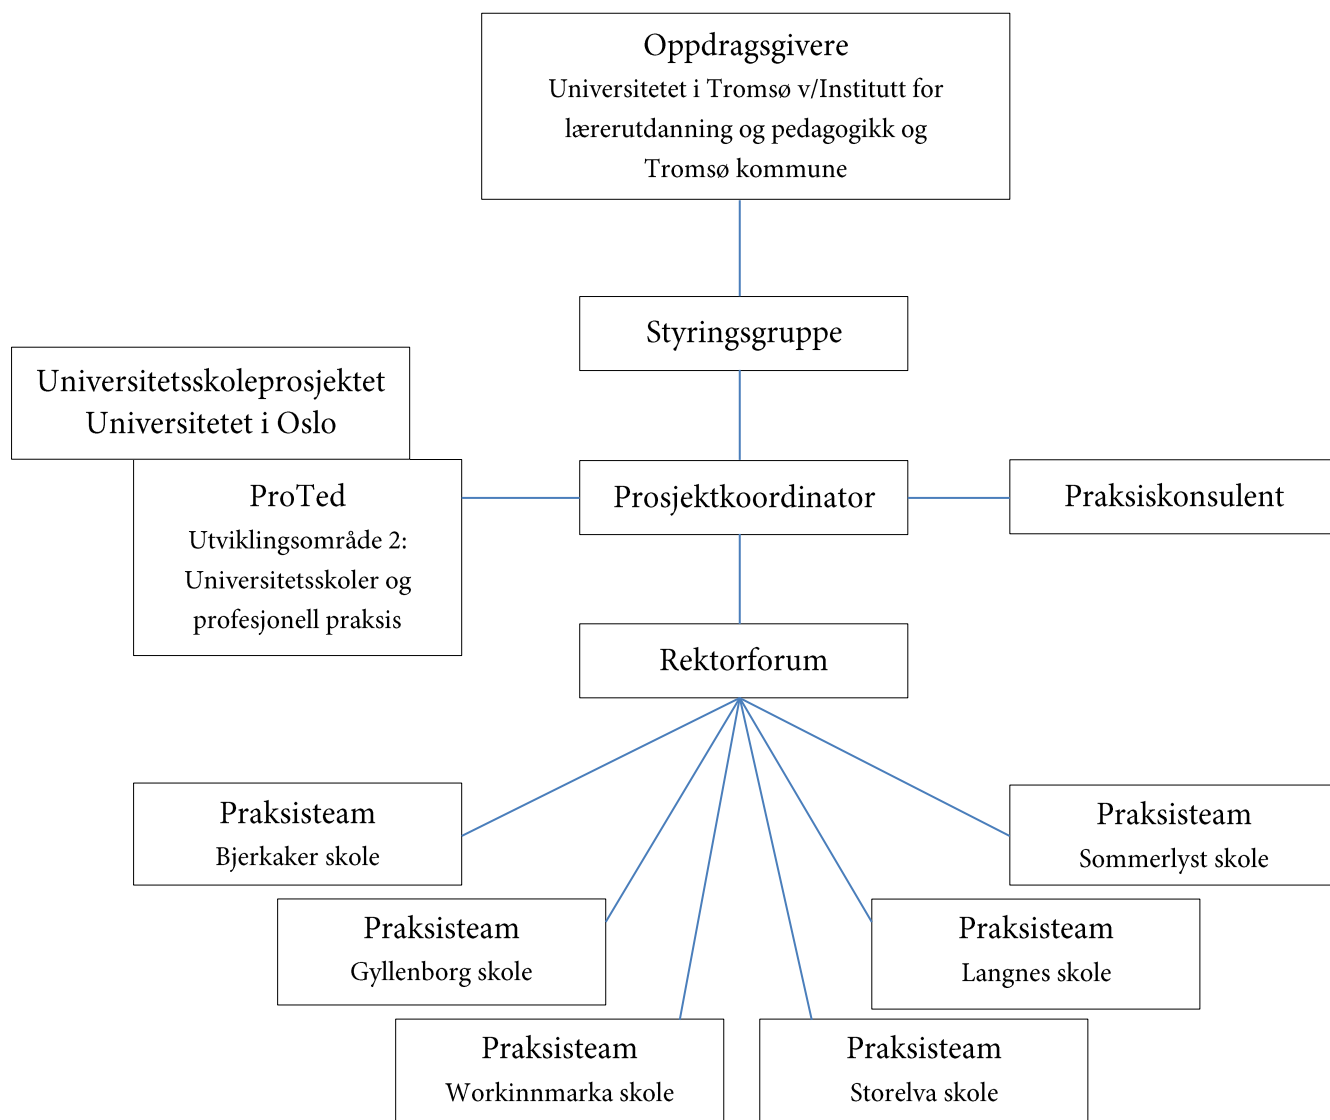 Oppdragsgivere
Universitetet i Tromsø v/Institutt for
lærerutdanning og pedagogikk og
Tromsø kommune
Styringsgruppe
Universitetsskoleprosjektet
Universitetet i Oslo
ProTed
Utviklingsområde 2:
Universitetsskoler og
profesjonell praksis
Prosjektkoordinator
Praksiskonsulent
Rektorforum
Praksisteam
Bjerkaker skole
Praksisteam
Sommerlyst skole
Praksisteam
Gyllenborg skole
Praksisteam
Langnes skole
Praksisteam
Workinnmarka skole
Praksisteam
Storelva skole